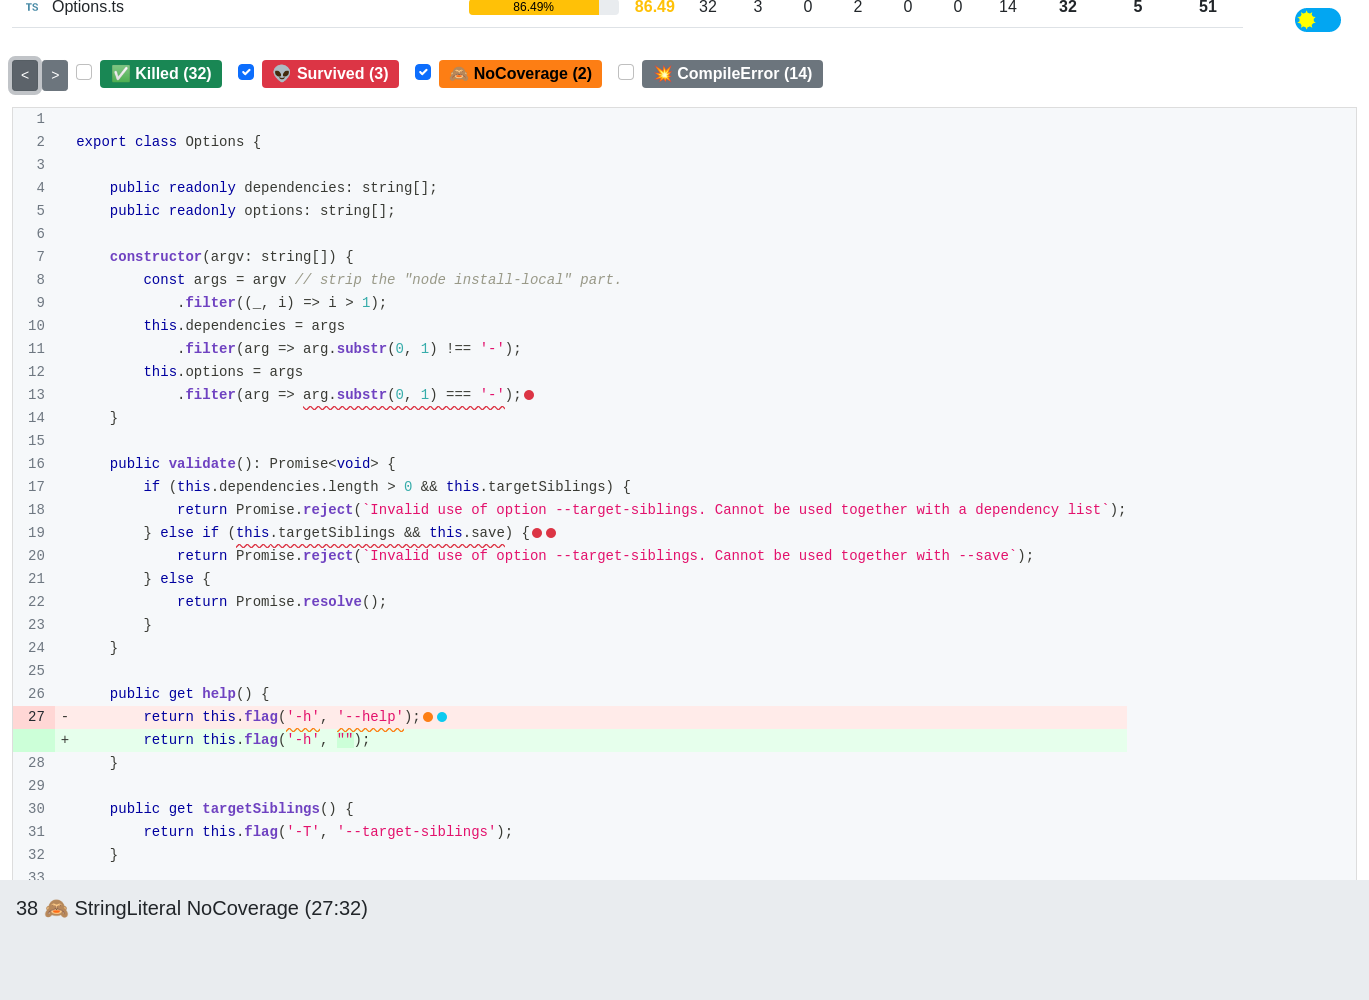 TS Options.ts 86.49% 86.49 32 3 0 2 0 0 14 32 5 51
< > ✅ Killed (32) 👽 Survived (3) 🙈 NoCoverage (2) 💥 CompileError (14)
1
2 export class Options {
3
4 public readonly dependencies: string[];
5 public readonly options: string[];
6
7 constructor(argv: string[]) {
8 const args = argv // strip the "node install-local" part.
9 .filter((_, i) => i > 1);
10 this.dependencies = args
11 .filter(arg => arg.substr(0, 1) !== '-');
12 this.options = args
13 .filter(arg => arg.substr(0, 1) === '-');
14 }
15
16 public validate(): Promise<void> {
17 if (this.dependencies.length > 0 && this.targetSiblings) {
18 return Promise.reject(`Invalid use of option --target-siblings. Cannot be used together with a dependency list`);
19 } else if (this.targetSiblings && this.save) {
20 return Promise.reject(`Invalid use of option --target-siblings. Cannot be used together with --save`);
21 } else {
22 return Promise.resolve();
23 }
24 }
25
26 public get help() {
27 - return this.flag('-h', '--help');
+ return this.flag('-h', "");
28 }
29
30 public get targetSiblings() {
31 return this.flag('-T', '--target-siblings');
32 }
33
38 🙈 StringLiteral NoCoverage (27:32)